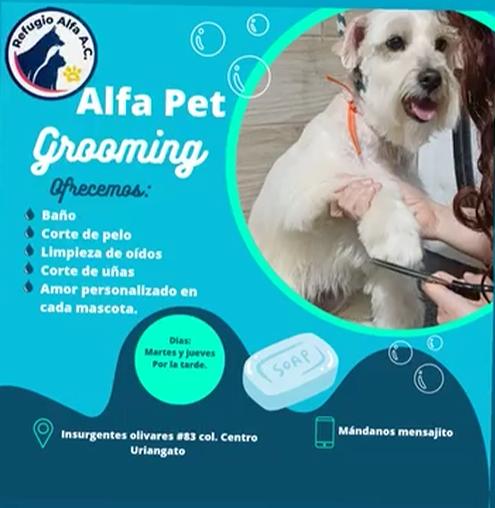 Refugio Alfa A.C.
Alfa Pet
Grooming
Ofrecemos:
Baño
Corte de pelo
Limpieza de oídos
Corte de uñas
Amor personalizado en
cada mascota.
Dias:
Martes y jueves
Por la tarde.
SOAP
Insurgentes olivares #83 col. Centro
Uriangato
Mándanos mensajito